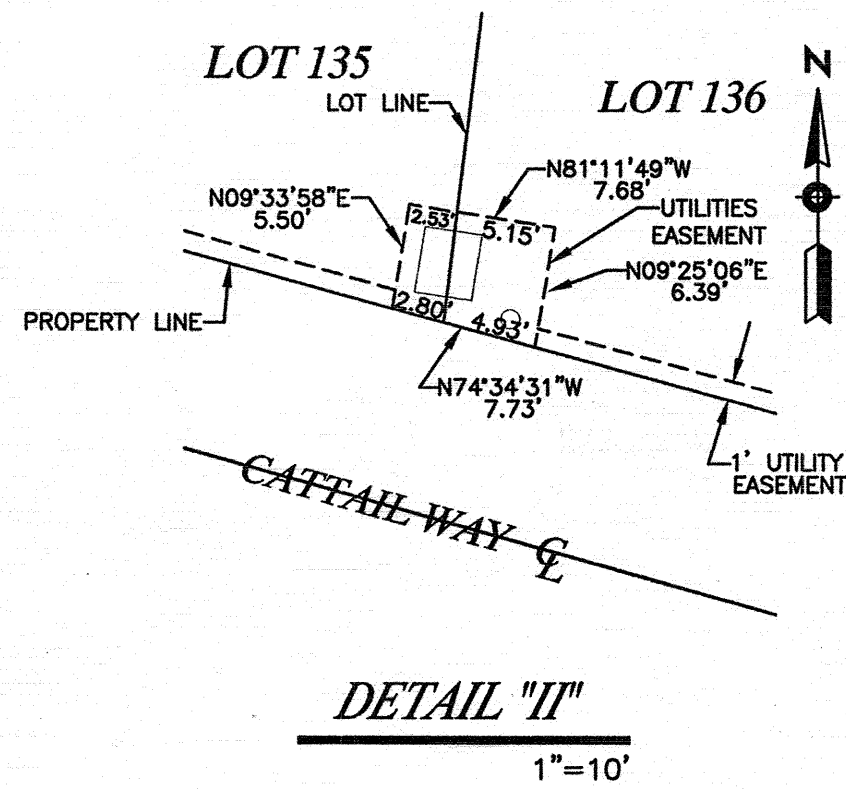 LOT 135
LOT LINE
LOT 136
N
N81°11'49"W
7.68'
N09°33'58"E
5.50'
2.53'
5.15'
UTILITIES
EASEMENT
N09°25'06"E
6.39'
2.80'
4.93'
PROPERTY LINE
N74°34'31"W
7.73'
1' UTILITY
EASEMENT
CATTAIL WAY CL
DETAIL "II"
1"=10'